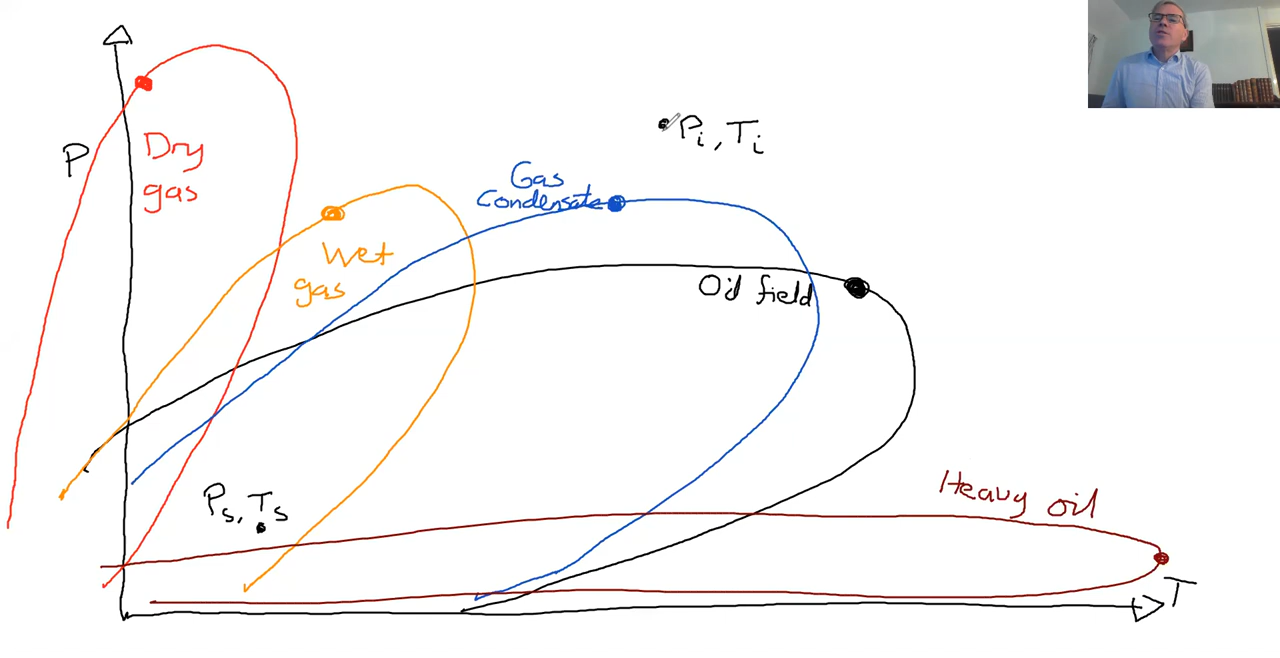 P
Dry
gas
Wet
gas
Gas
Condensate
Pi, Ti
Oil field
Ps, Ts
Heavy oil
T